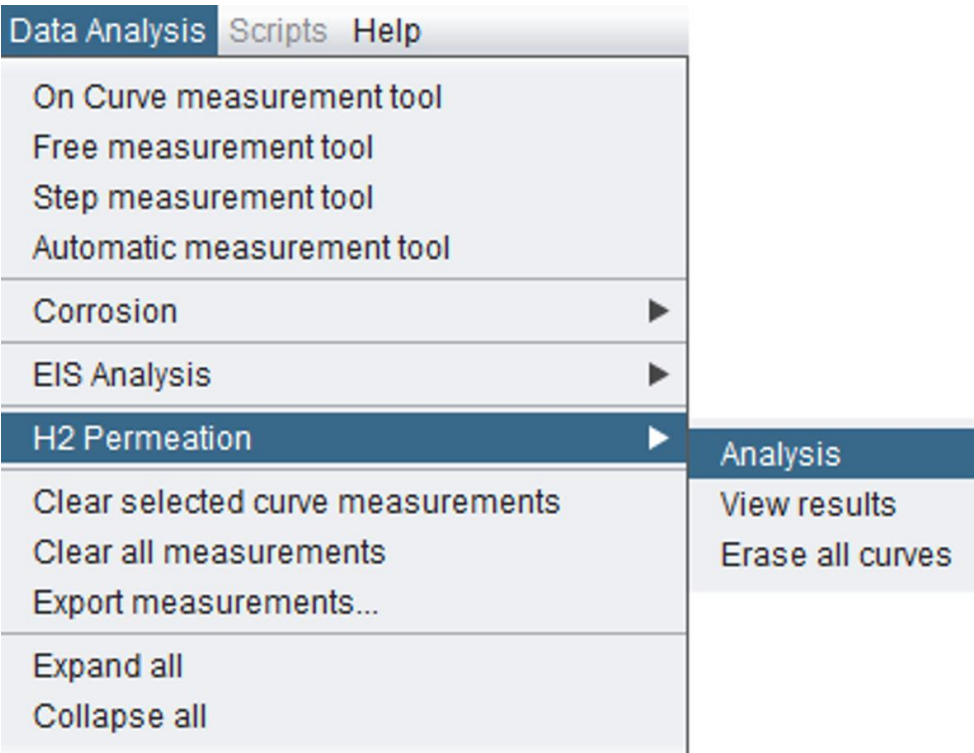 Data Analysis Scripts Help
On Curve measurement tool
Free measurement tool
Step measurement tool
Automatic measurement tool
Corrosion
EIS Analysis
H2 Permeation
Analysis
View results
Erase all curves
Clear selected curve measurements
Clear all measurements
Export measurements...
Expand all
Collapse all